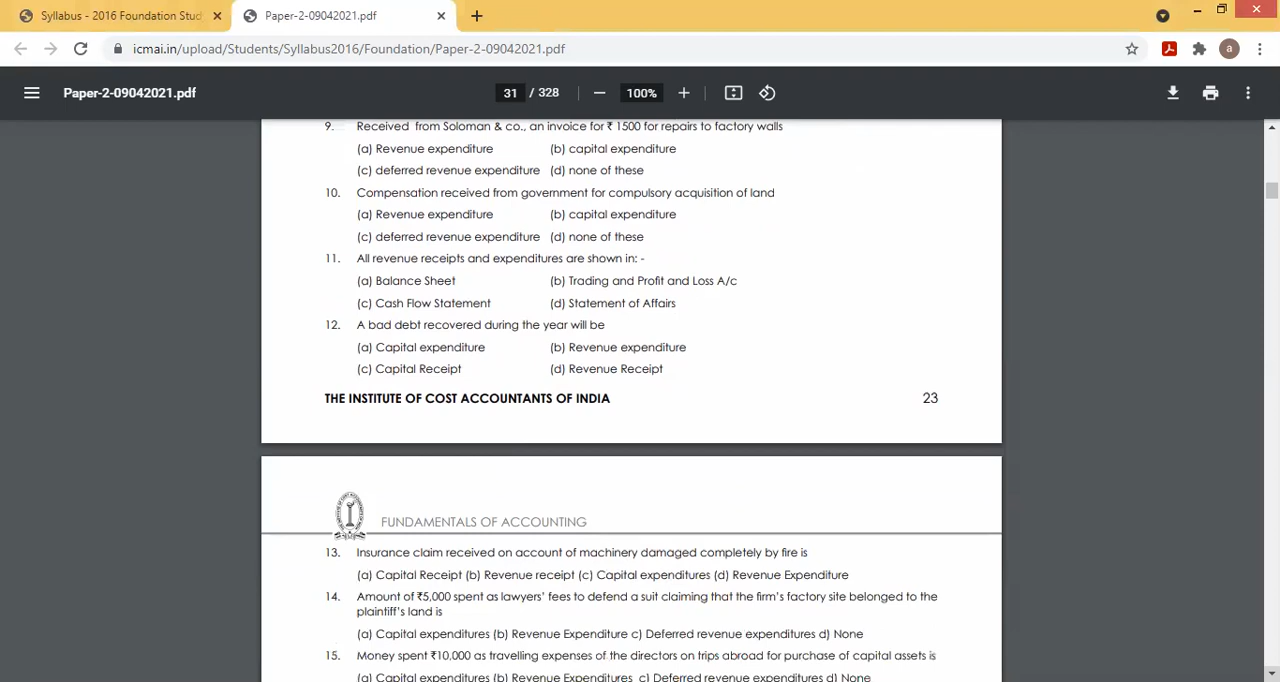 Syllabus - 2016 Foundation Stud
Paper-2-09042021.pdf
icmai.in/upload/Students/Syllabus2016/Foundation/Paper-2-09042021.pdf
a
Paper-2-09042021.pdf
31 / 328
100%
9. Received from Soloman & co., an invoice for ₹ 1500 for repairs to factory walls
(a) Revenue expenditure (b) capital expenditure
(c) deferred revenue expenditure (d) none of these
10. Compensation received from government for compulsory acquisition of land
(a) Revenue expenditure (b) capital expenditure
(c) deferred revenue expenditure (d) none of these
11. All revenue receipts and expenditures are shown in: -
(a) Balance Sheet (b) Trading and Profit and Loss A/c
(c) Cash Flow Statement (d) Statement of Affairs
12. A bad debt recovered during the year will be
(a) Capital expenditure (b) Revenue expenditure
(c) Capital Receipt (d) Revenue Receipt
THE INSTITUTE OF COST ACCOUNTANTS OF INDIA 23
FUNDAMENTALS OF ACCOUNTING
13. Insurance claim received on account of machinery damaged completely by fire is
(a) Capital Receipt (b) Revenue receipt (c) Capital expenditures (d) Revenue Expenditure
14. Amount of ₹5,000 spent as lawyers' fees to defend a suit claiming that the firm's factory site belonged to the
plaintiff's land is
(a) Capital expenditures (b) Revenue Expenditure c) Deferred revenue expenditures d) None
15. Money spent ₹10,000 as travelling expenses of the directors on trips abroad for purchase of capital assets is
(a) Capital expenditures (b) Revenue Expenditures c) Deferred revenue expenditures d) None